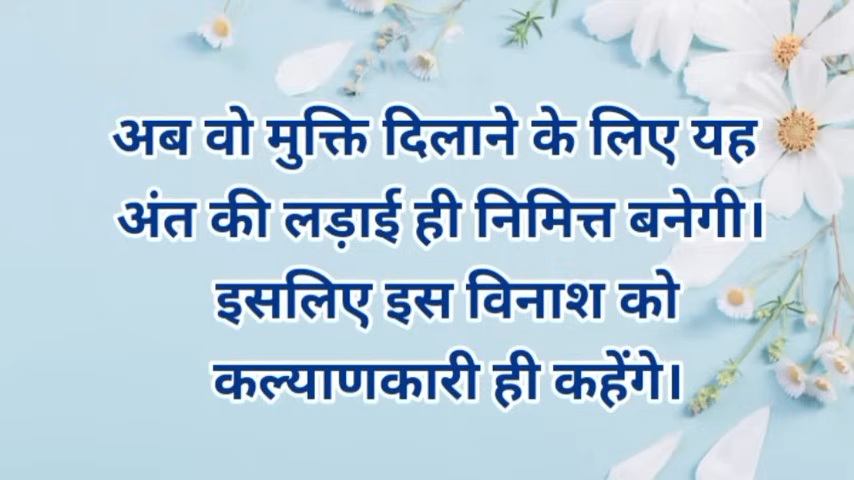 अब वो मुक्ति दिलाने के लिए यह
अंत की लड़ाई ही निमित्त बनेगी।
इसलिए इस विनाश को
कल्याणकारी ही कहेंगे।